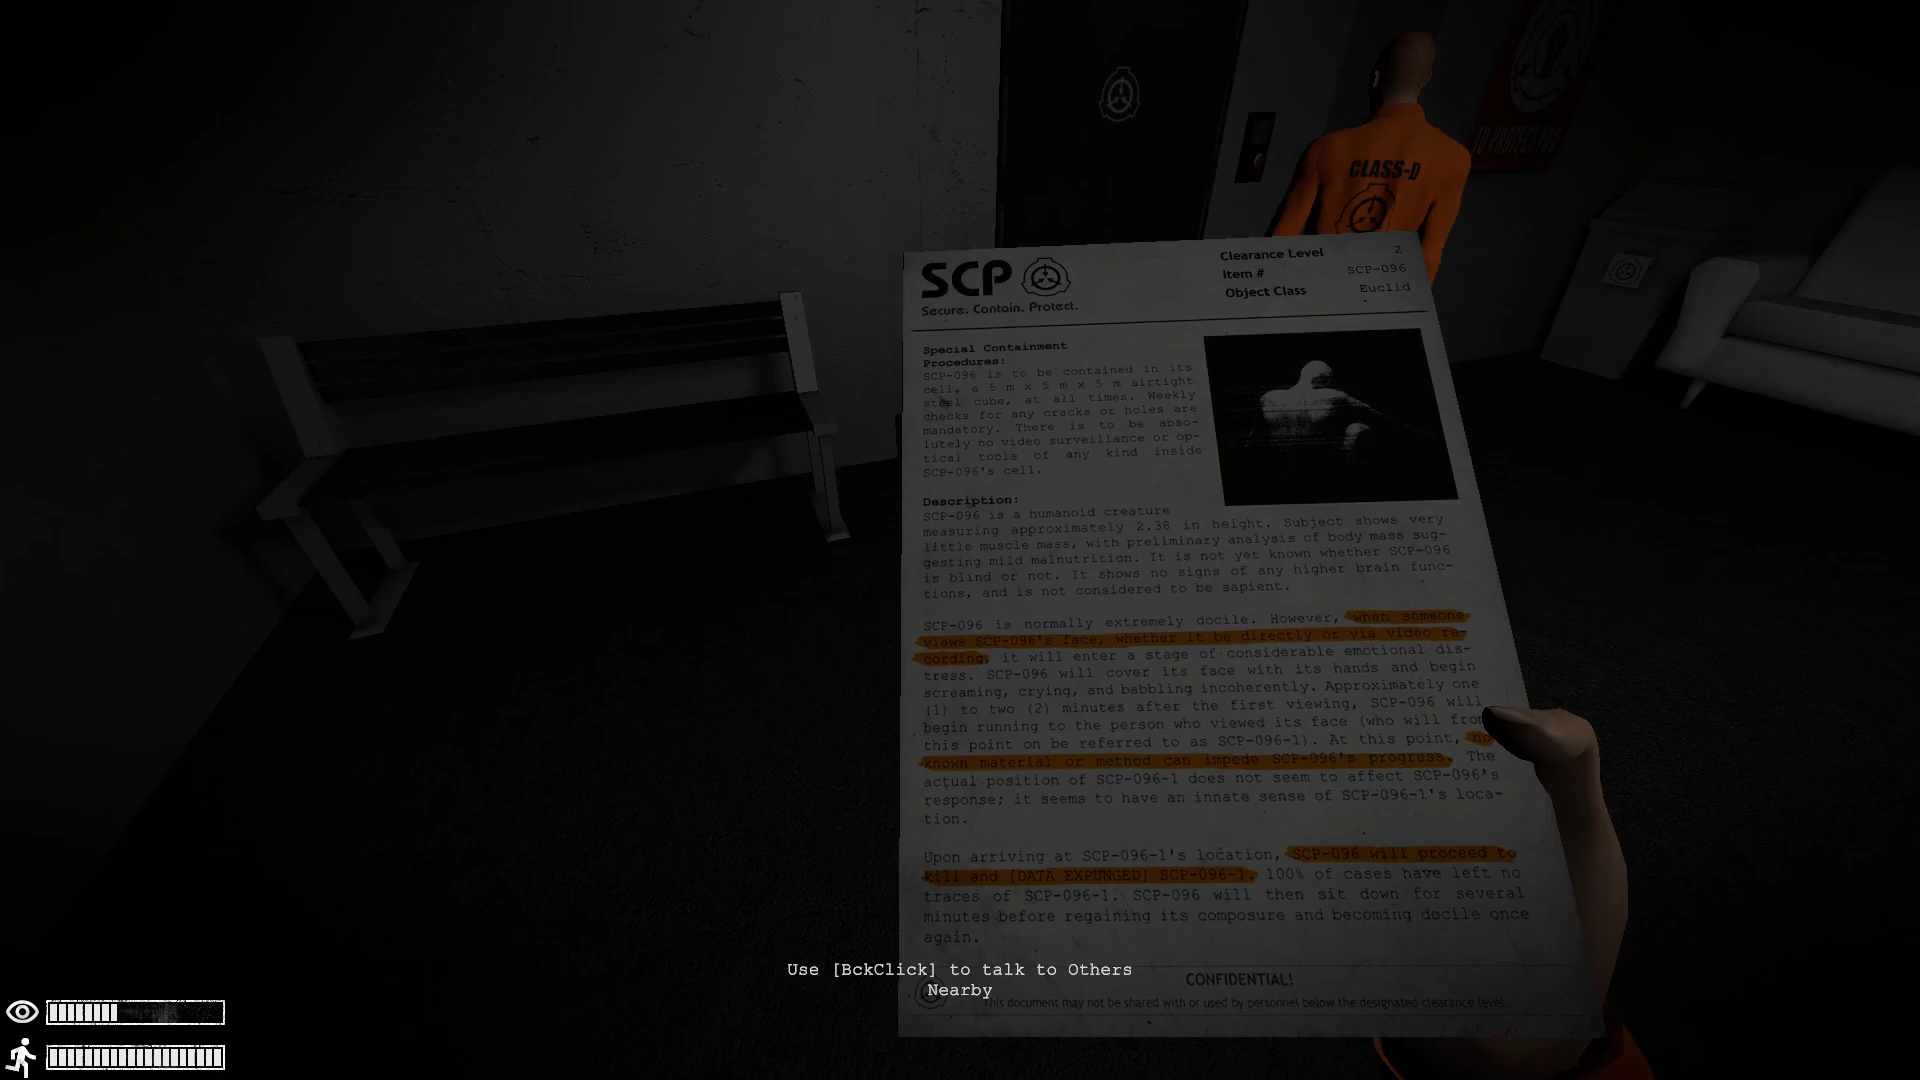 CLASS-D
TO PROTECT YOU
SCP
Secure. Contain. Protect.
Clearance Level 2
Item # SCP-096
Object Class Euclid
Special Containment
Procedures:
SCP-096 is to be contained in its
cell, a 5 m x 5 m x 5 m airtight
steel cube, at all times. Weekly
checks for any cracks or holes are
mandatory. There is to be abso-
lutely no video surveillance or op-
tical tools of any kind inside
SCP-096's cell.
Description:
SCP-096 is a humanoid creature
measuring approximately 2.38 in height. Subject shows very
little muscle mass, with preliminary analysis of body mass sug-
gesting mild malnutrition. It is not yet known whether SCP-096
is blind or not. It shows no signs of any higher brain func-
tions, and is not considered to be sapient.
SCP-096 is normally extremely docile. However, when someone
views SCP-096's face, whether it be directly or via video re-
cording, it will enter a stage of considerable emotional dis-
tress. SCP-096 will cover its face with its hands and begin
screaming, crying, and babbling incoherently. Approximately one
(1) to two (2) minutes after the first viewing, SCP-096 will
begin running to the person who viewed its face (who will from
this point on be referred to as SCP-096-1). At this point, no
known material or method can impede SCP-096's progress. The
actual position of SCP-096-1 does not seem to affect SCP-096's
response; it seems to have an innate sense of SCP-096-1's loca-
tion.
Upon arriving at SCP-096-1's location, SCP-096 will proceed to
kill and [DATA EXPUNGED] SCP-096-1. 100% of cases have left no
traces of SCP-096-1. SCP-096 will then sit down for several
minutes before regaining its composure and becoming docile once
again.
Use [BckClick] to talk to Others
Nearby
CONFIDENTIAL!
This document may not be shared with or used by personnel below the designated clearance level.